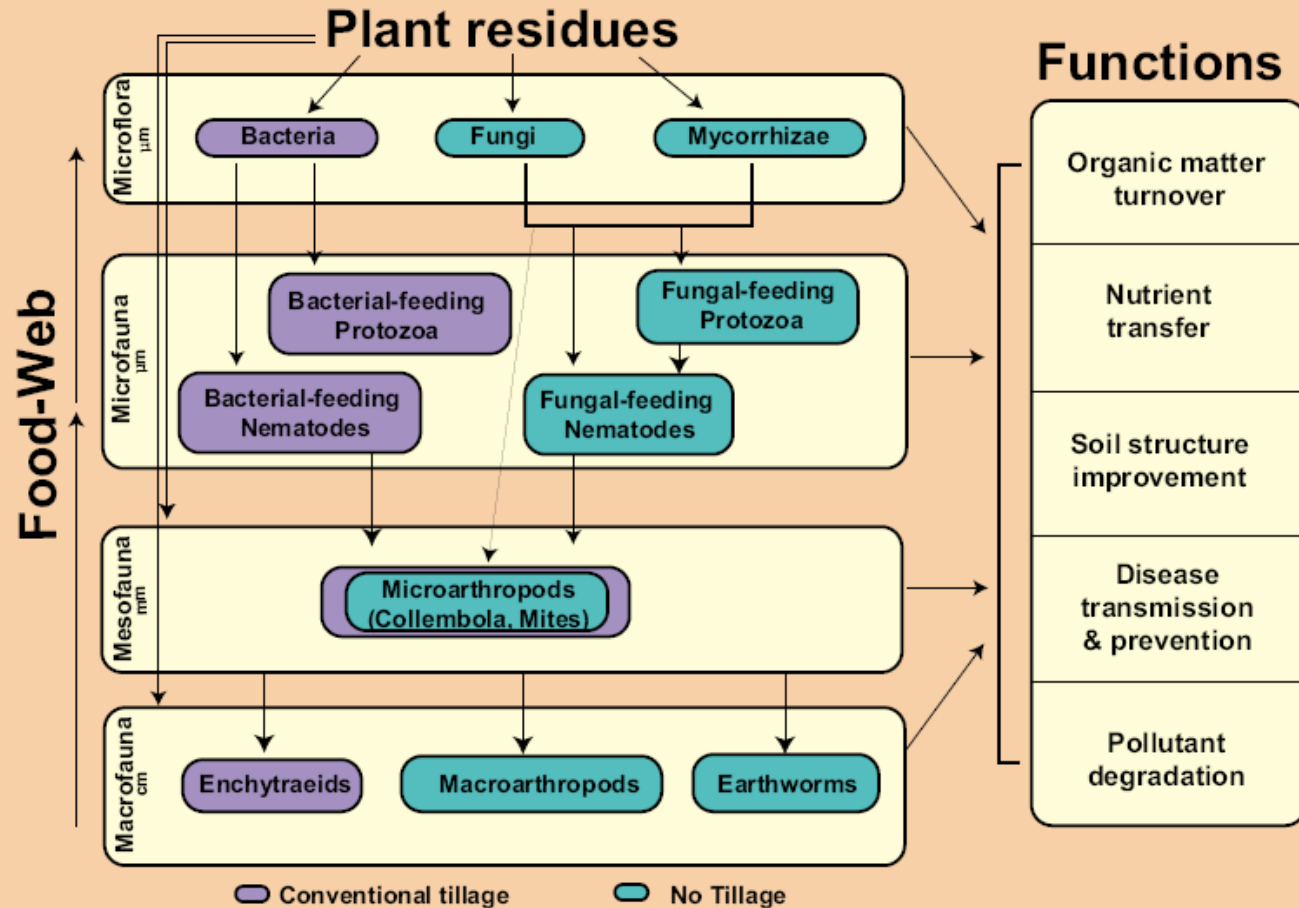 Plant residues
Functions
Food-Web
Microflora
µm
Bacteria
Fungi
Mycorrhizae
Microfauna
µm
Bacterial-feeding
Protozoa
Fungal-feeding
Protozoa
Bacterial-feeding
Nematodes
Fungal-feeding
Nematodes
Mesofauna
mm
Microarthropods
(Collembola, Mites)
Macrofauna
cm
Enchytraeids
Macroarthropods
Earthworms
Organic matter
turnover
Nutrient
transfer
Soil structure
improvement
Disease
transmission
& prevention
Pollutant
degradation
Conventional tillage
No Tillage